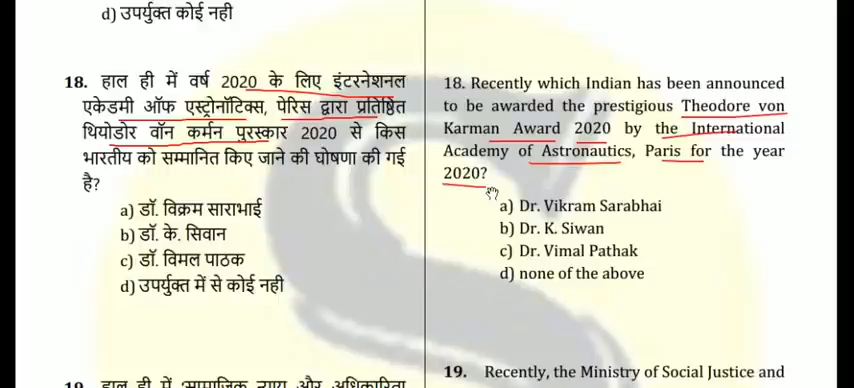 d) उपर्युक्त कोई नही
18. हाल ही में वर्ष 2020 के लिए इंटरनेशनल
एकेडमी ऑफ एस्ट्रोनॉटिक्स, पेरिस द्वारा प्रतिष्ठित
थियोडोर वॉन कर्मन पुरस्कार 2020 से किस
भारतीय को सम्मानित किए जाने की घोषणा की गई
है?
a) डॉ. विक्रम साराभाई
b) डॉ. के. सिवान
c) डॉ. विमल पाठक
d) उपर्युक्त में से कोई नही
19. हाल ही में सामाजिक न्याय और अधिकारिता
18. Recently which Indian has been announced
to be awarded the prestigious Theodore von
Karman Award 2020 by the International
Academy of Astronautics, Paris for the year
2020?
a) Dr. Vikram Sarabhai
b) Dr. K. Siwan
c) Dr. Vimal Pathak
d) none of the above
19. Recently, the Ministry of Social Justice and